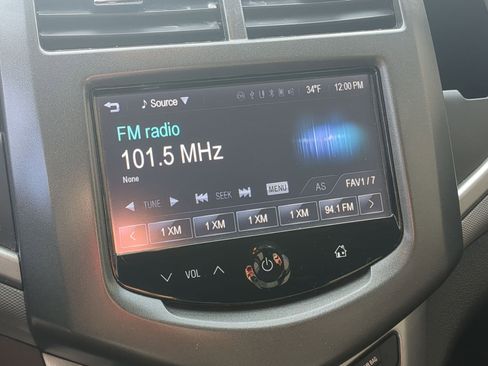 ♪ Source ▼ 34°F 12:00 PM
FM radio
101.5 MHz
None
◀ TUNE ▶ SEEK MENU AS FAV1 / 7
< 1 XM 1 XM 1 XM 1 XM 94.1 FM >
VOL
BAG